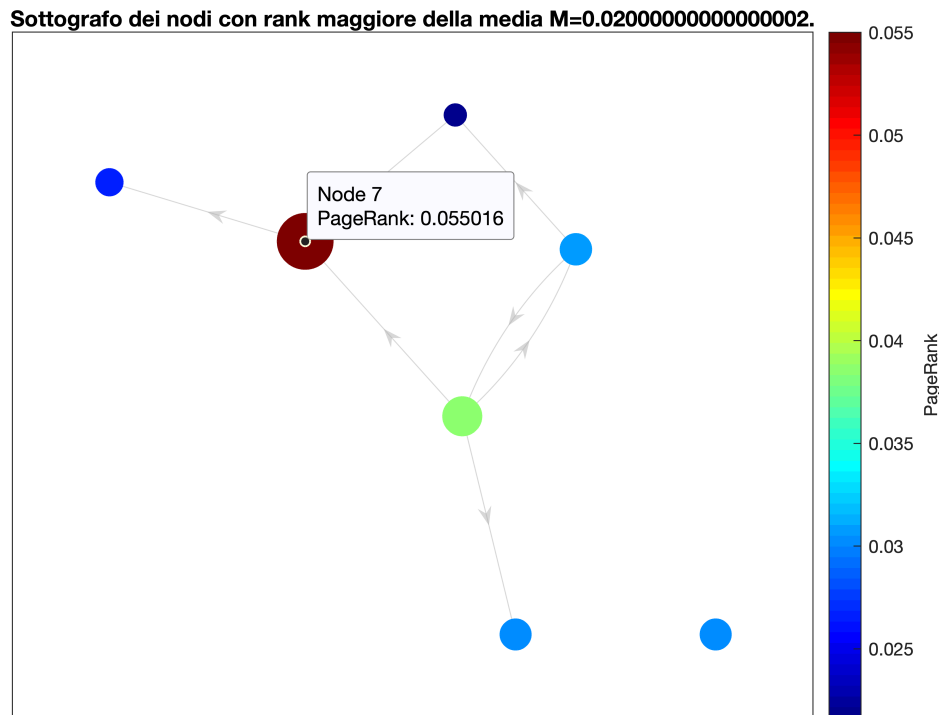 Sottografo dei nodi con rank maggiore della media M=0.02000000000000002.
Node 7
PageRank: 0.055016
0.055
0.05
0.045
0.04
0.035
0.03
0.025
PageRank